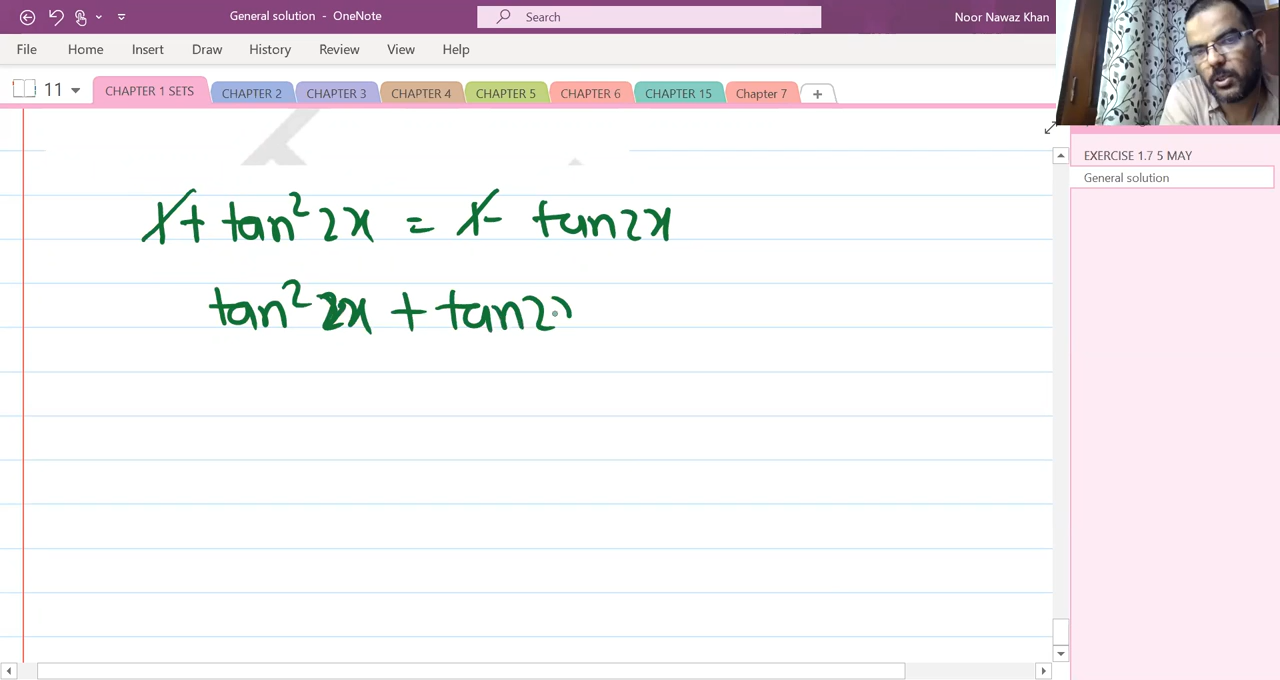 General solution - OneNote
Search
Noor Nawaz Khan
File Home Insert Draw History Review View Help
11
CHAPTER 1 SETS CHAPTER 2 CHAPTER 3 CHAPTER 4 CHAPTER 5 CHAPTER 6 CHAPTER 15 Chapter 7 +
EXERCISE 1.7 5 MAY
General solution
1 + tan² 2x = 1 - tan 2x
tan² 2x + tan 2